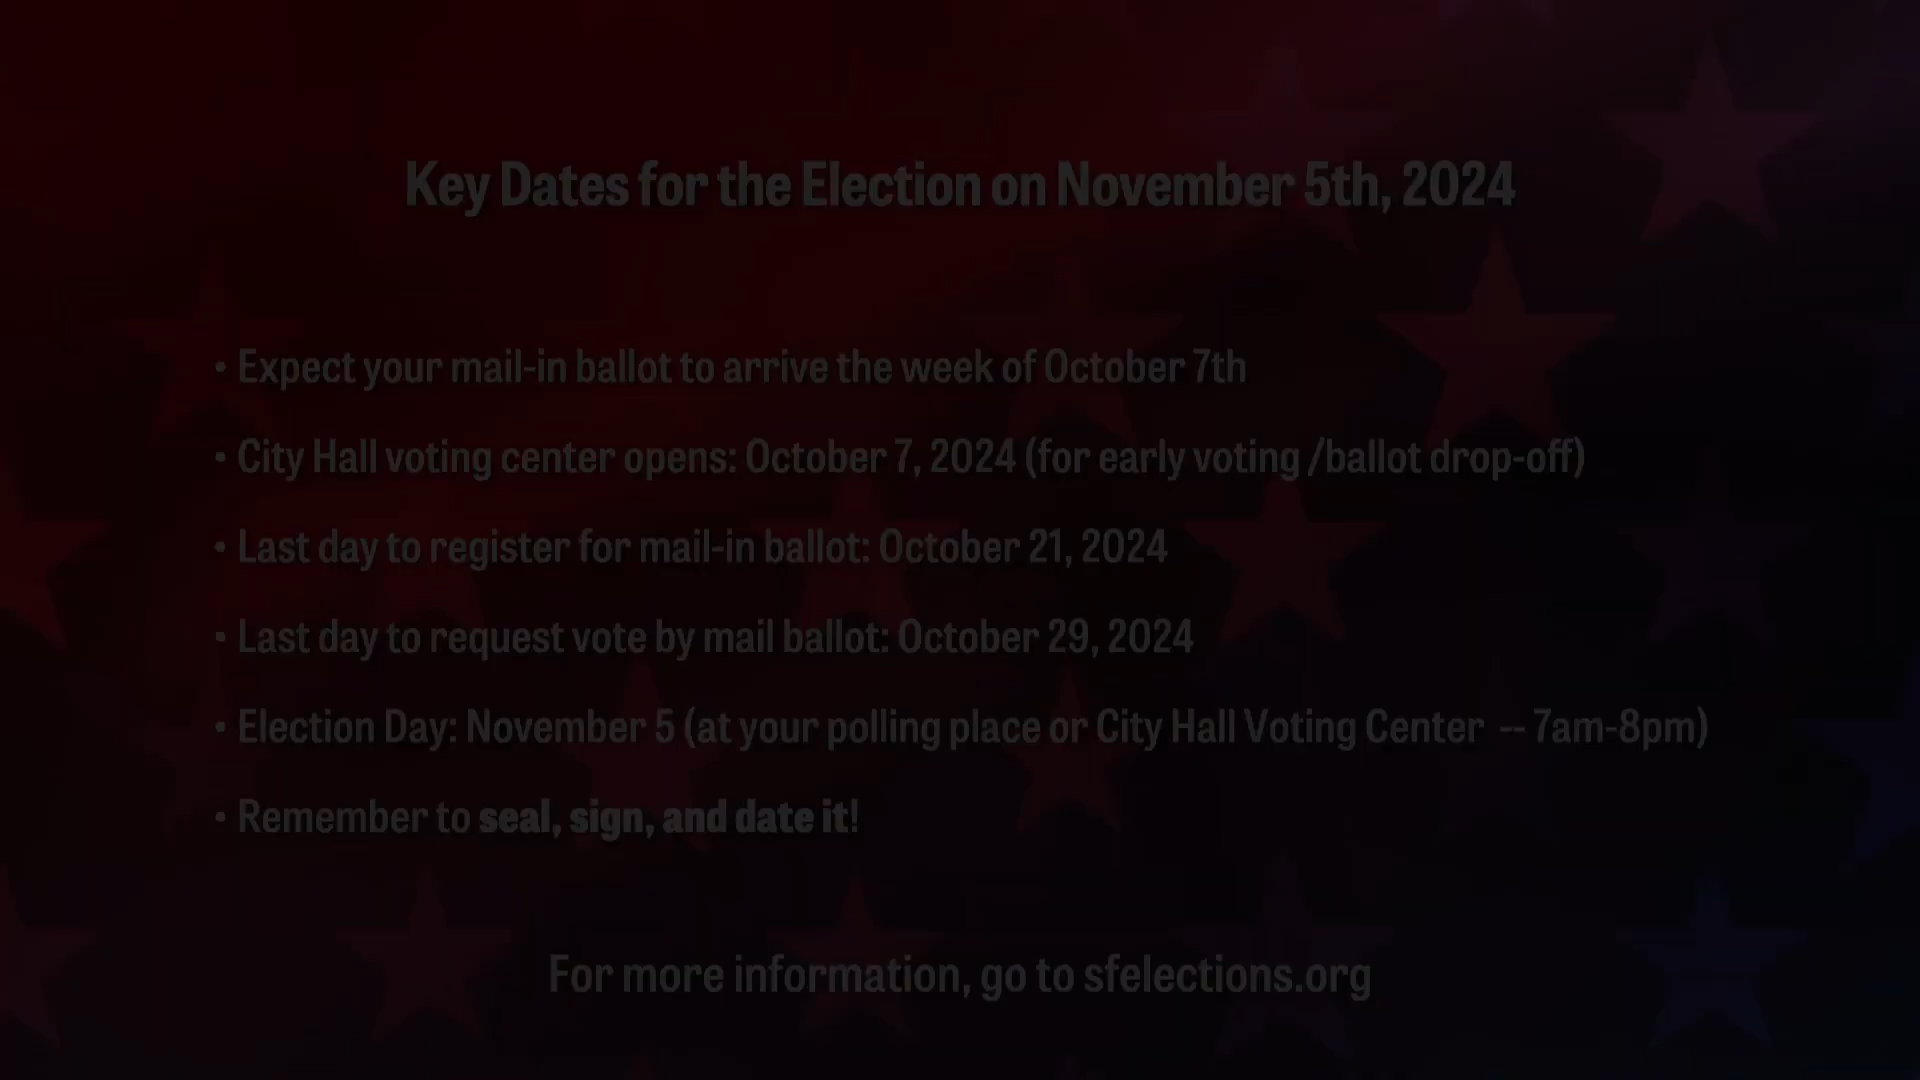 Key Dates for the Election on November 5th, 2024
• Expect your mail-in ballot to arrive the week of October 7th
• City Hall voting center opens: October 7, 2024 (for early voting /ballot drop-off)
• Last day to register for mail-in ballot: October 21, 2024
• Last day to request vote by mail ballot: October 29, 2024
• Election Day: November 5 (at your polling place or City Hall Voting Center -- 7am-8pm)
• Remember to seal, sign, and date it!
For more information, go to sfelections.org